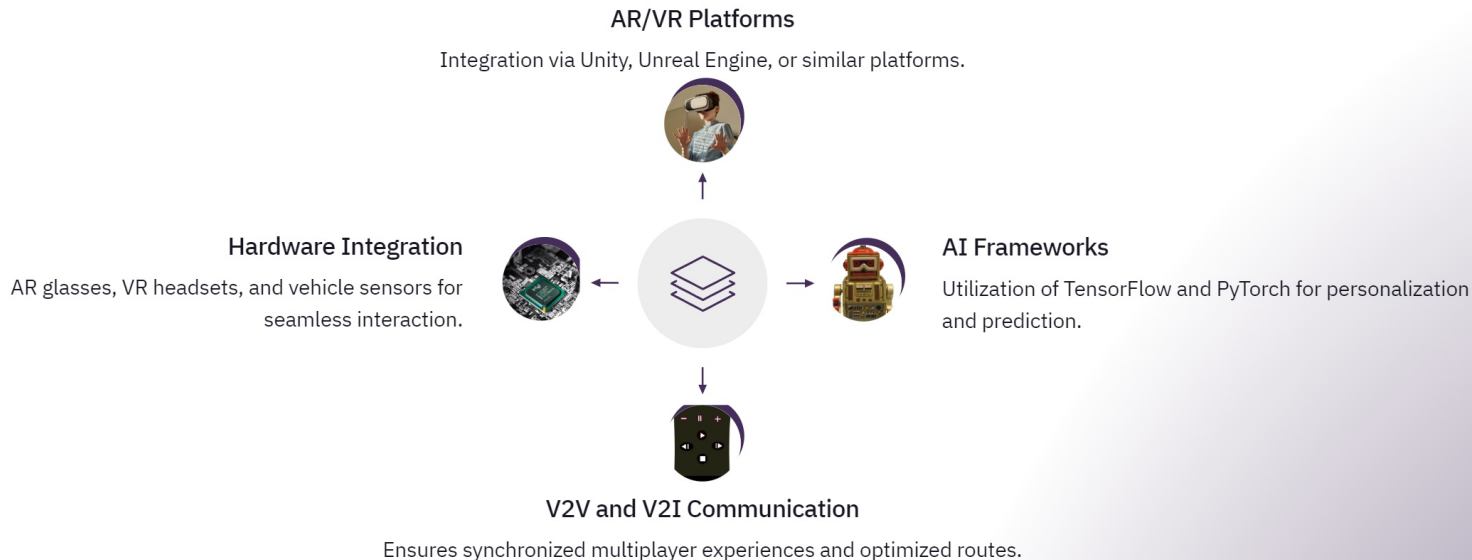 AR/VR Platforms
Integration via Unity, Unreal Engine, or similar platforms.
Hardware Integration
AR glasses, VR headsets, and vehicle sensors for
seamless interaction.
AI Frameworks
Utilization of TensorFlow and PyTorch for personalization
and prediction.
V2V and V2I Communication
Ensures synchronized multiplayer experiences and optimized routes.